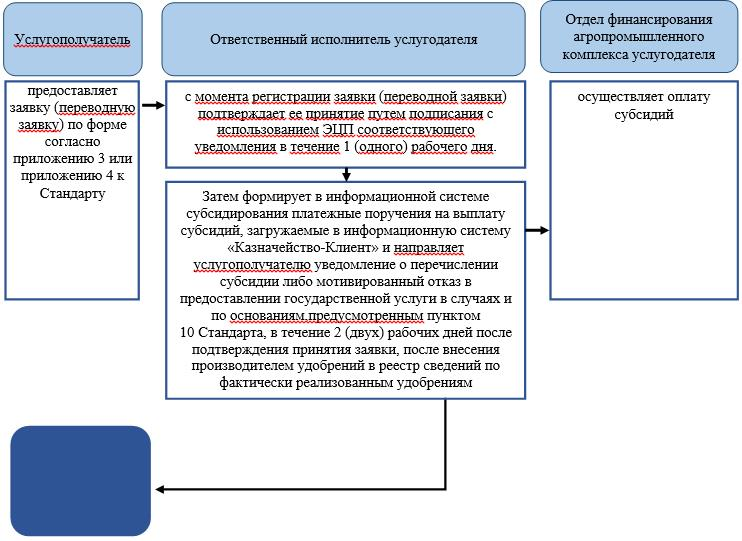 Услугополучатель
Ответственный исполнитель услугодателя
Отдел финансирования
агропромышленного
комплекса услугодателя
предоставляет
заявку (переводную
заявку) по форме
согласно
приложению 3 или
приложению 4 к
Стандарту
с момента регистрации заявки (переводной заявки)
подтверждает ее принятие путем подписания с
использованием ЭЦП соответствующего
уведомления в течение 1 (одного) рабочего дня.
осуществляет оплату
субсидий
Затем формирует в информационной системе
субсидирования платежные поручения на выплату
субсидий, загружаемые в информационную систему
«Казначейство-Клиент» и направляет
услугополучателю уведомление о перечислении
субсидии либо мотивированный отказ в
предоставлении государственной услуги в случаях и
по основаниям,предусмотренным пунктом
10 Стандарта, в течение 2 (двух) рабочих дней после
подтверждения принятия заявки, после внесения
производителем удобрений в реестр сведений по
фактически реализованным удобрениям